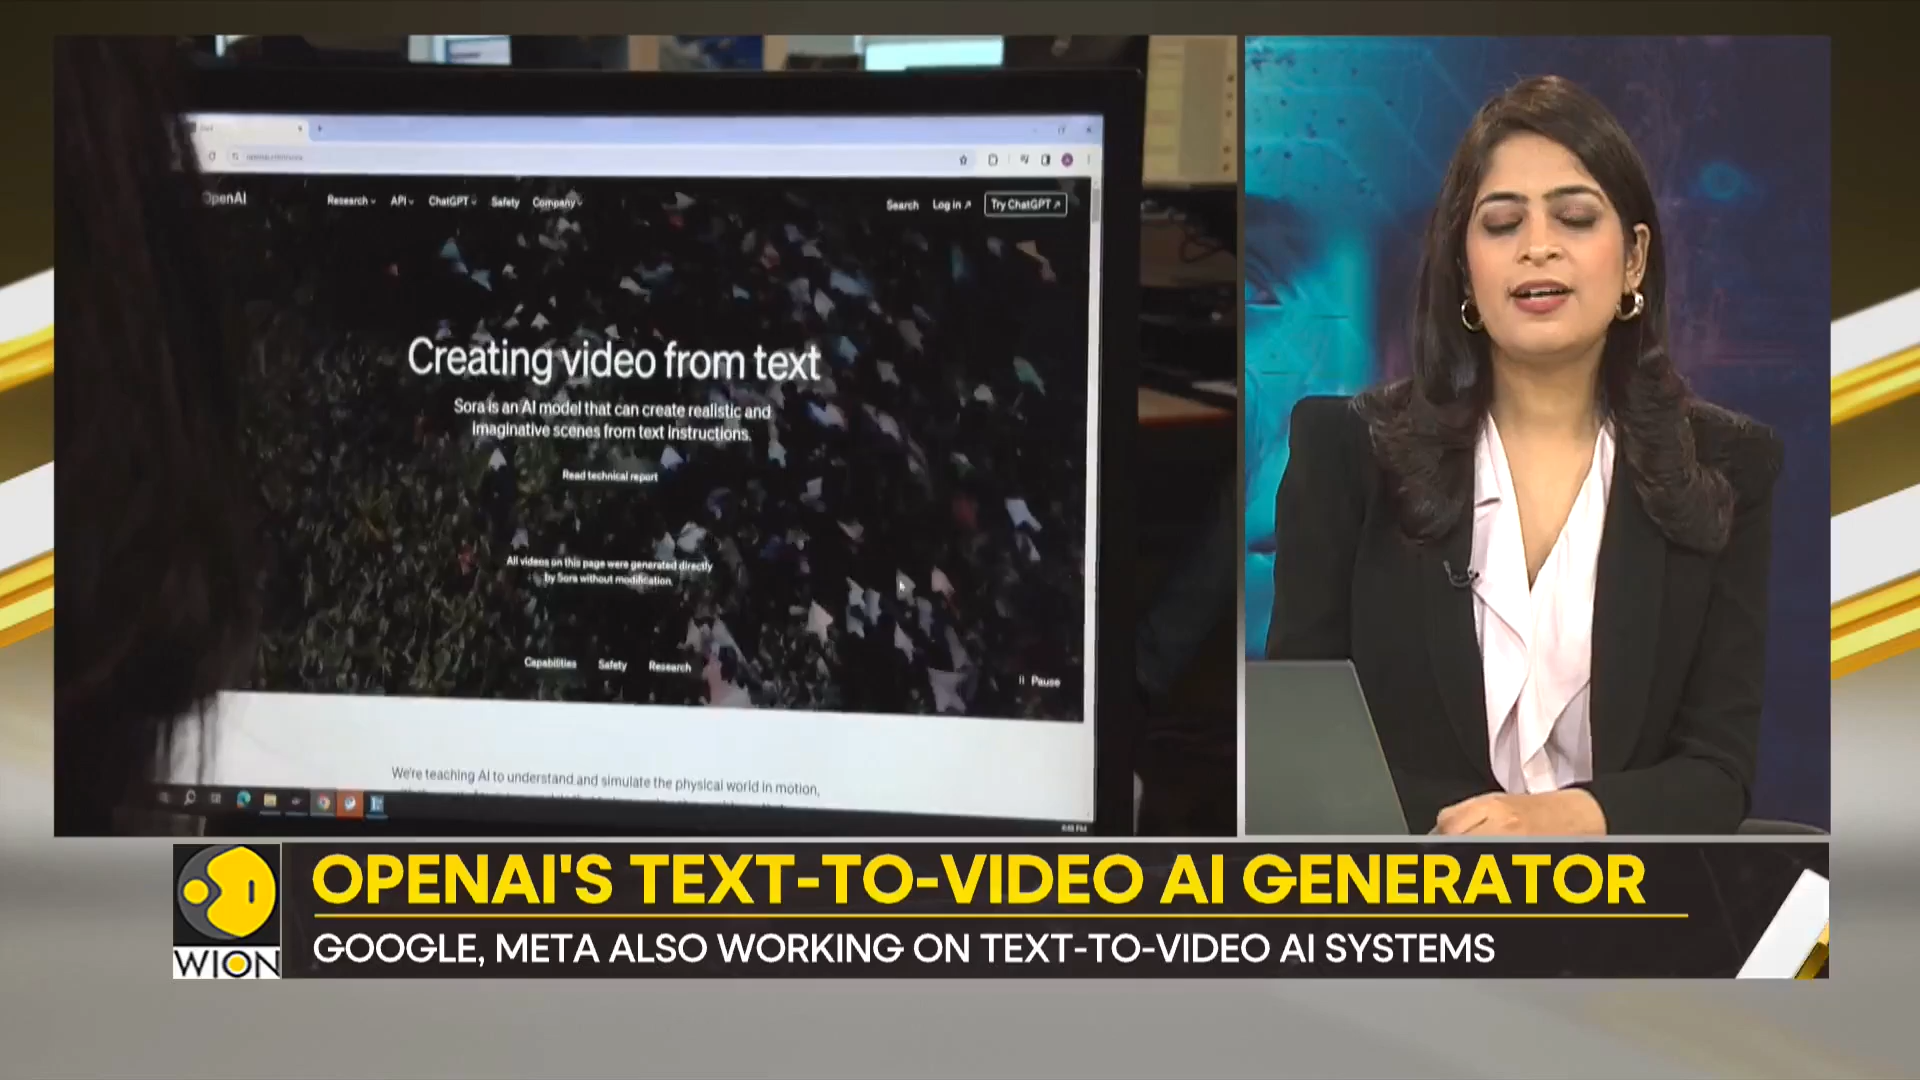 OpenAI
Research API ChatGPT Safety Company
Search Log in Try ChatGPT
Creating video from text
Sora is an AI model that can create realistic and
imaginative scenes from text instructions.
Read technical report
All videos on this page were generated directly
by Sora without modification.
Capabilities Safety Research
Pause
We're teaching AI to understand and simulate the physical world in motion,
OPENAI'S TEXT-TO-VIDEO AI GENERATOR
GOOGLE, META ALSO WORKING ON TEXT-TO-VIDEO AI SYSTEMS
WION